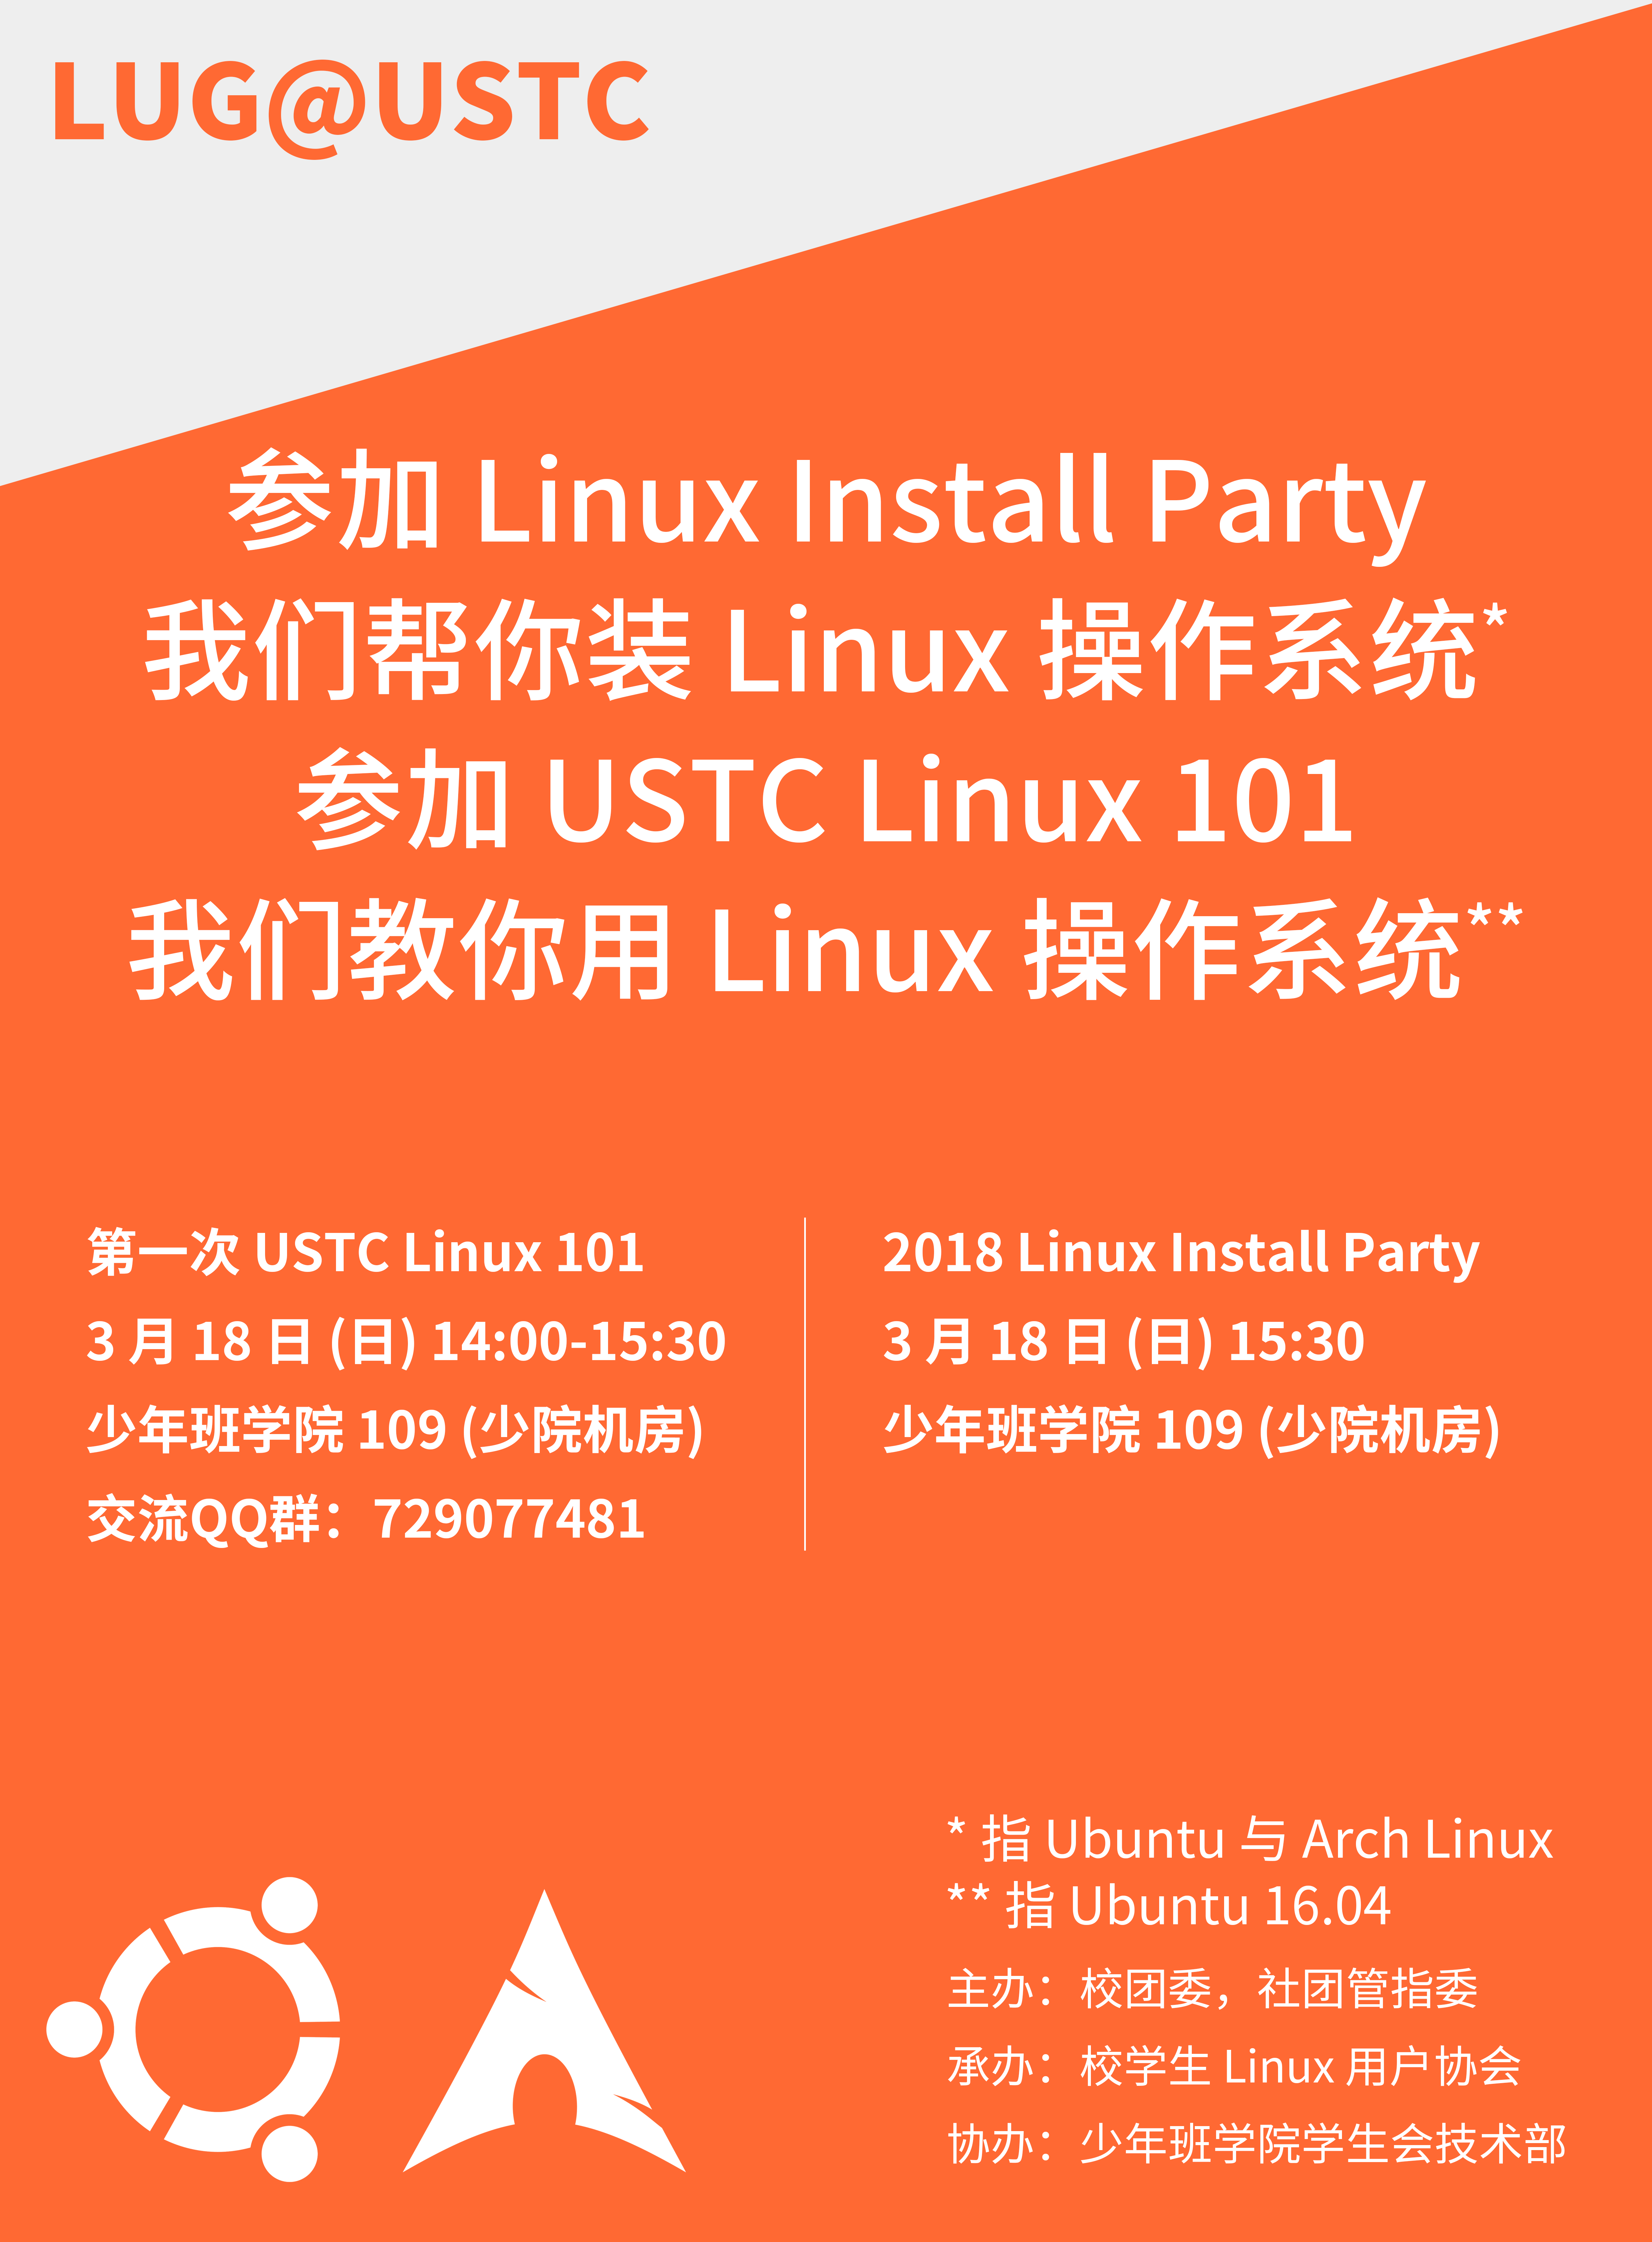 LUG@USTC
参加 Linux Install Party
我们帮你装 Linux 操作系统*
参加 USTC Linux 101
我们教你用 Linux 操作系统**
第一次 USTC Linux 101
3 月 18 日 (日) 14:00-15:30
少年班学院 109 (少院机房)
交流QQ群：729077481
2018 Linux Install Party
3 月 18 日 (日) 15:30
少年班学院 109 (少院机房)
* 指 Ubuntu 与 Arch Linux
** 指 Ubuntu 16.04
主办：校团委，社团管指委
承办：校学生 Linux 用户协会
协办：少年班学院学生会技术部